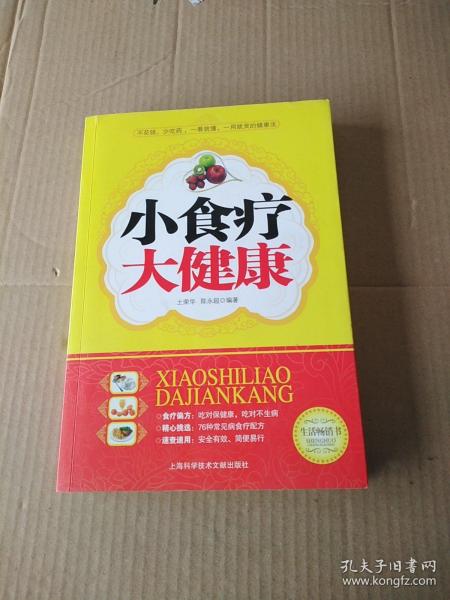 不花钱、少吃药，一看就懂、一用就灵的健康法
小食疗
大健康
土荣华 陈永超◎编著
XIAOSHILIAO
DAJIANKANG
◎食疗偏方：吃对保健康，吃对不生病
◎精心挑选：76种常见病食疗配方
◎速查速用：安全有效、简便易行
生活畅销书
上海科学技术文献出版社
孔夫子旧书网
www.kongfz.com